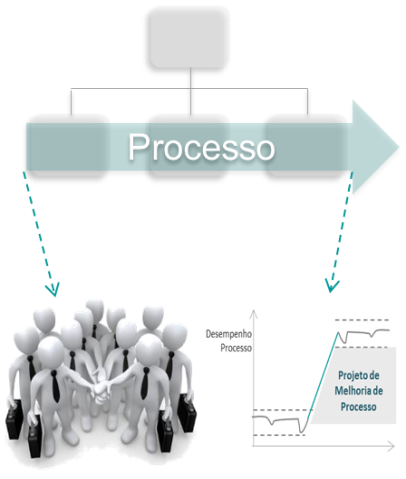 Processo
Desempenho
Processo
Projeto de
Melhoria de
Processo